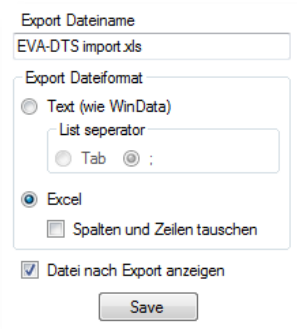 Export Dateiname
EVA-DTS import.xls
Export Dateiformat
Text (wie WinData)
List seperator
Tab ;
Excel
Spalten und Zeilen tauschen
Datei nach Export anzeigen
Save